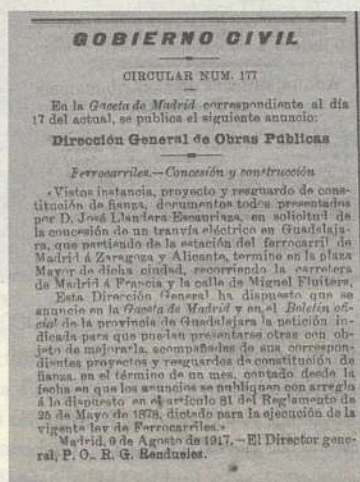 GOBIERNO CIVIL
CIRCULAR NUM. 177
En la Gaceta de Madrid correspondiente al día
17 del actual, se publica el siguiente anuncio:
Dirección General de Obras Públicas
Ferrocarriles.—Concesión y construcción
«Vistos instancia, proyecto y resguardo de cons-
titución de fianza, documentos todos presentados
por D. José Llandera Escauriaza, en solicitud de
la concesión de un tranvía eléctrico en Guadalaja-
ra, que partiendo de la estación del ferrocarril de
Madrid á Zaragoza y Alicante, termine en la plaza
Mayor de dicha ciudad, recorriendo la carretera
de Madrid á Francia y la calle de Miguel Fluiters,
Esta Dirección General ha dispuesto que se
anuncie en la Gaceta de Madrid y en el Boletín ofi-
cial de la provincia de Guadalajara la petición in-
dicada para que puedan presentarse otras con ob-
jeto de mejorarla, acompañadas de sus correspon-
dientes proyectos y resguardos de constitución de
fianza, en el término de un mes, contado desde la
fecha en que los anuncios se publiquen con arreglo
á lo dispuesto en el artículo 81 del Reglamento de
25 de Mayo de 1878, dictado para la ejecución de la
vigente ley de Ferrocarriles.»
Madrid, 9 de Agosto de 1917.—El Director gene-
ral, P. O., R. G. Rendueles.